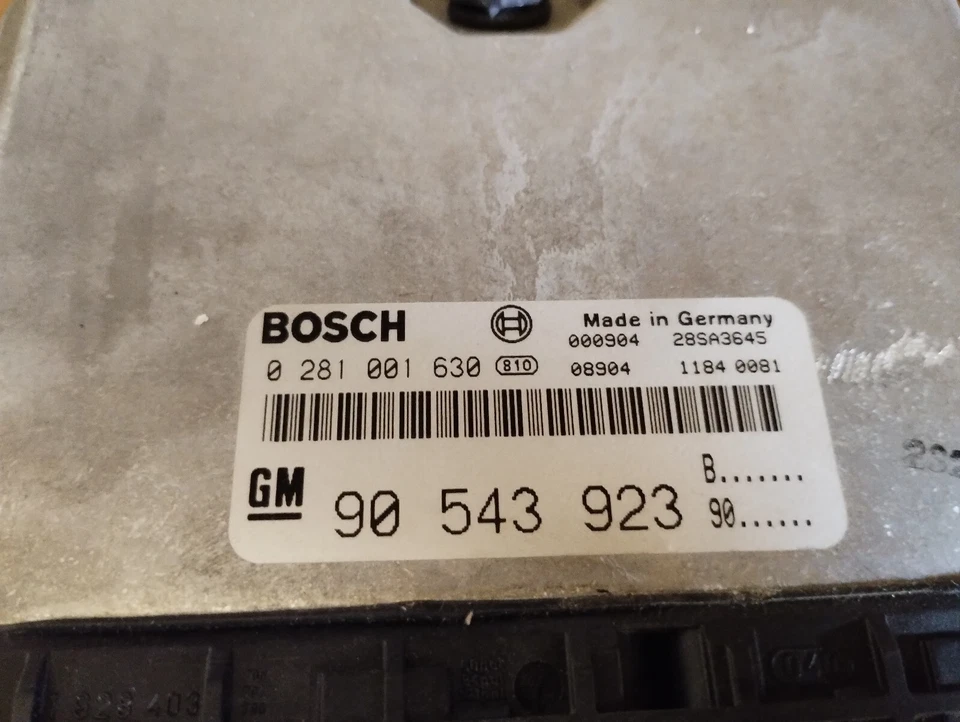 BOSCH
Made in Germany
000904 28SA3645
0 281 001 630 810
08904 1184 0081
GM 90 543 923
B.......
90......